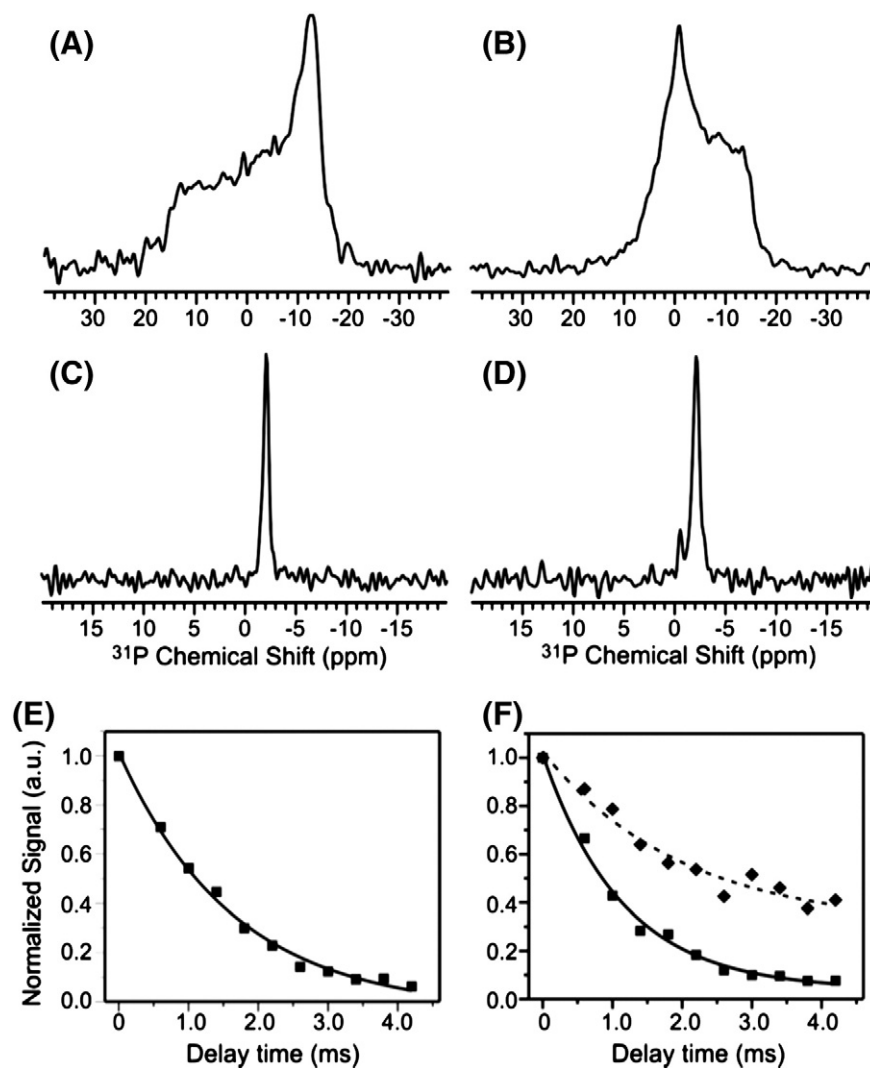 (A)
(B)
30 20 10 0 -10 -20 -30
30 20 10 0 -10 -20 -30
(C)
(D)
15 10 5 0 -5 -10 -15
15 10 5 0 -5 -10 -15
31P Chemical Shift (ppm)
31P Chemical Shift (ppm)
(E)
(F)
Normalized Signal (a.u.)
1.0
0.8
0.6
0.4
0.2
0.0
0 1.0 2.0 3.0 4.0
Delay time (ms)
1.0
0.8
0.6
0.4
0.2
0.0
0 1.0 2.0 3.0 4.0
Delay time (ms)